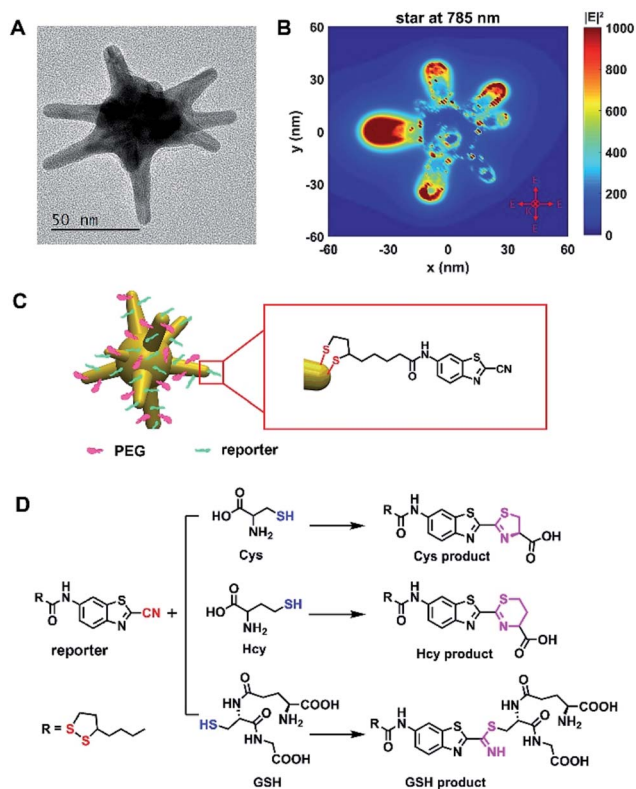 A
50 nm
B
star at 785 nm
|E|²
y (nm)
60
30
0
-30
-60
-60
-30
0
30
60
x (nm)
E
E
K
E
E
1000
800
600
400
200
0
C
PEG
reporter
S
S
O
H
N
S
N
CN
D
R
H
N
O
S
N
CN
reporter
+
R =
S
S
O
HO
SH
NH₂
Cys
O
HO
SH
NH₂
Hcy
O
HS
HN
O
HN
COOH
NH₂
COOH
GSH
R
H
N
O
S
N
S
N
O
OH
Cys product
R
H
N
O
S
N
S
N
O
OH
Hcy product
R
H
N
O
S
N
S
NH
O
HN
O
HN
COOH
NH₂
COOH
GSH product